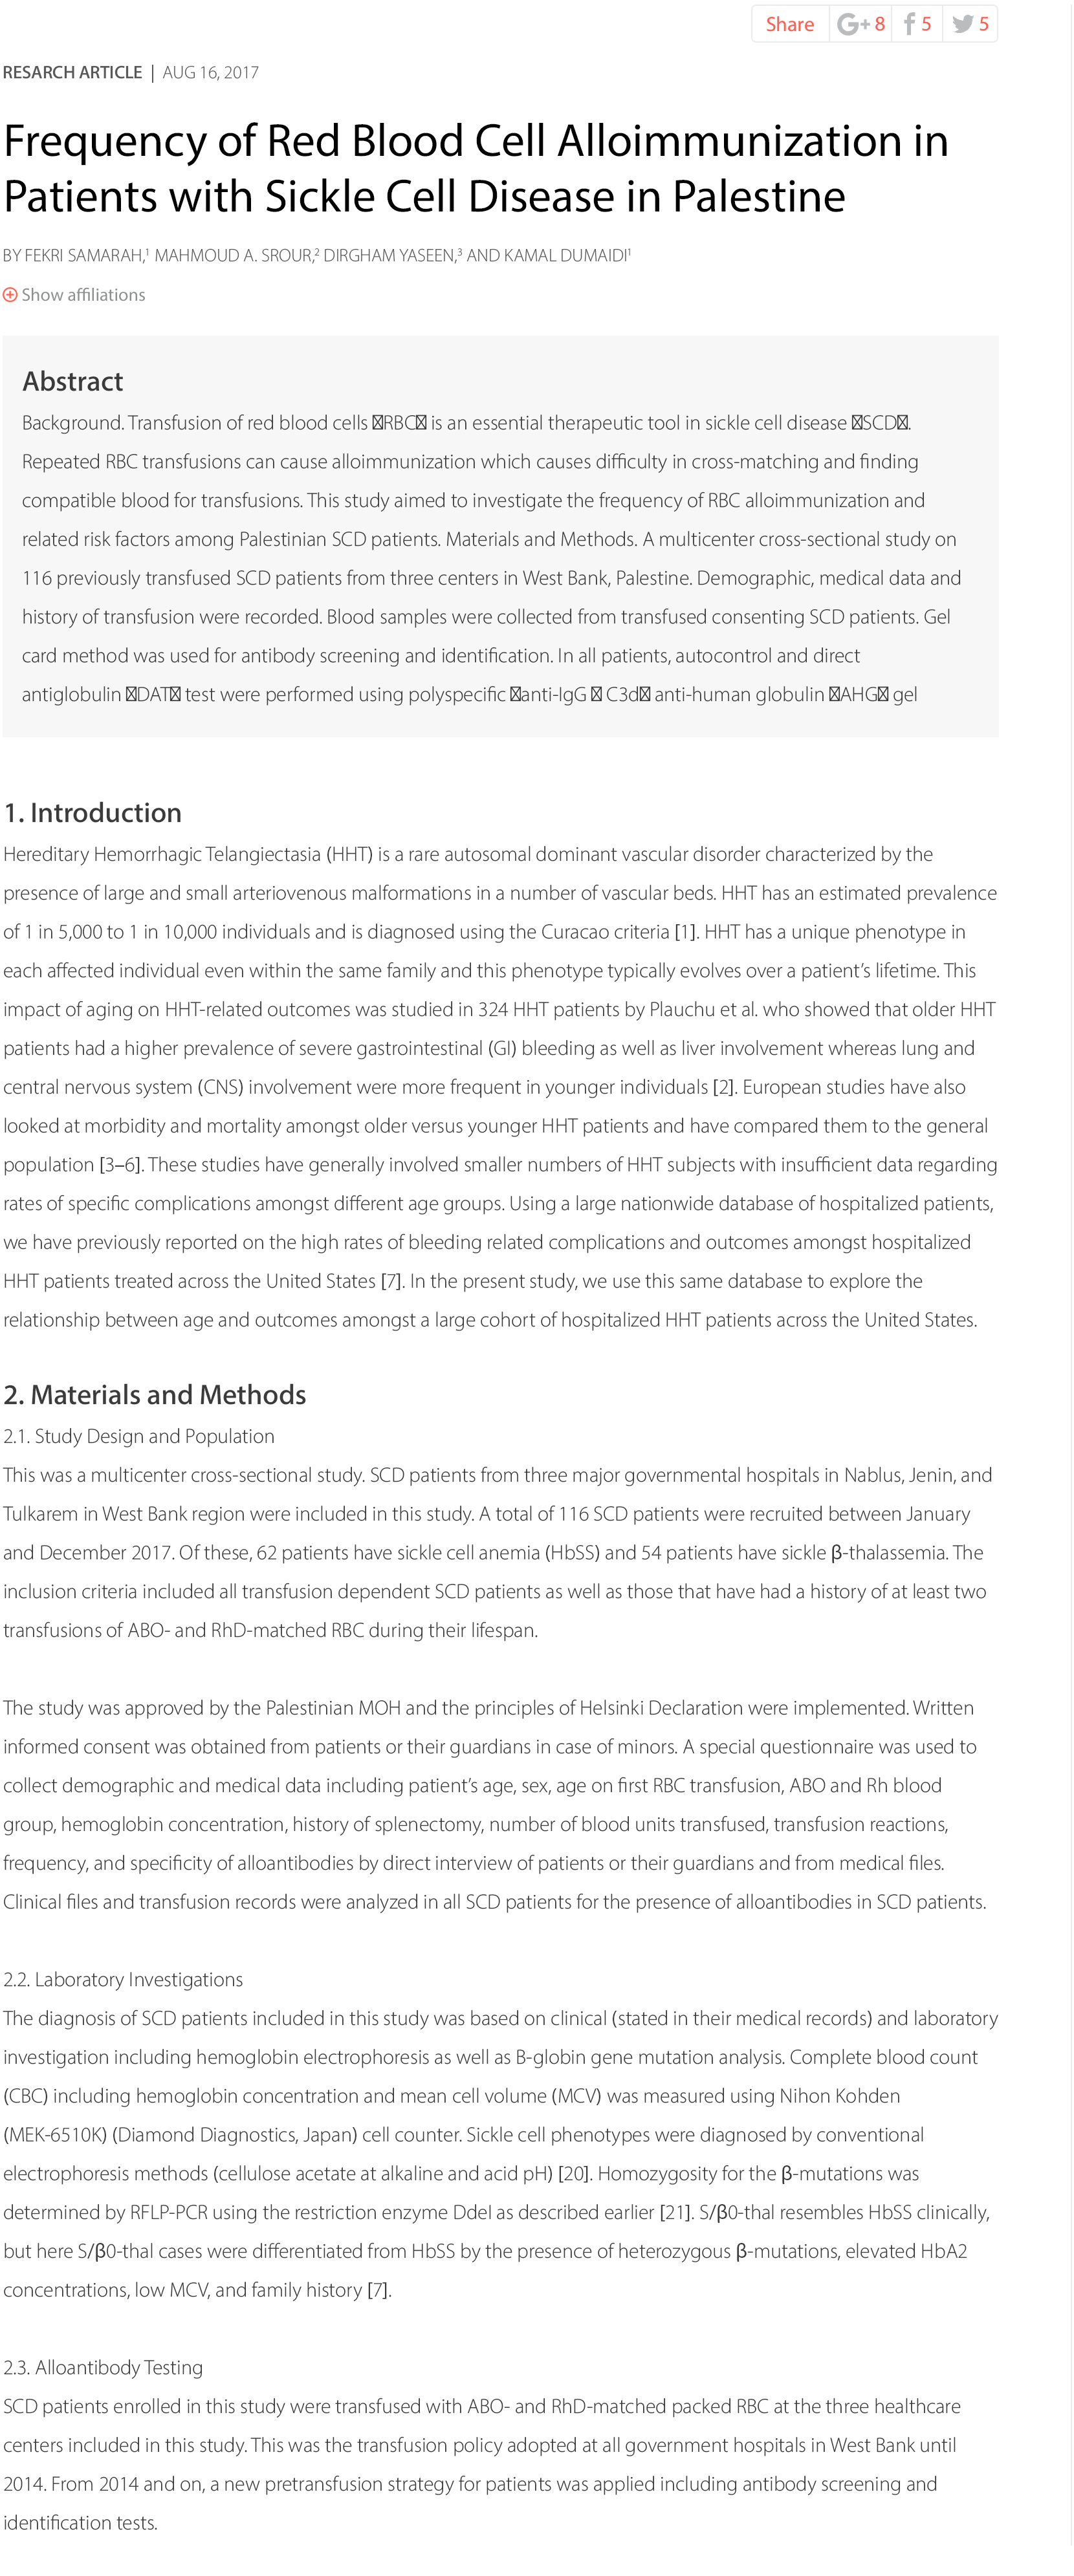 Share 8 5 5
RESARCH ARTICLE | AUG 16, 2017
Frequency of Red Blood Cell Alloimmunization in
Patients with Sickle Cell Disease in Palestine
BY FEKRI SAMARAH,¹ MAHMOUD A. SROUR,² DIRGHAM YASEEN,³ AND KAMAL DUMAIDI¹
Show affiliations
Abstract
Background. Transfusion of red blood cells ⍰RBC⍰ is an essential therapeutic tool in sickle cell disease ⍰SCD⍰.
Repeated RBC transfusions can cause alloimmunization which causes difficulty in cross-matching and finding
compatible blood for transfusions. This study aimed to investigate the frequency of RBC alloimmunization and
related risk factors among Palestinian SCD patients. Materials and Methods. A multicenter cross-sectional study on
116 previously transfused SCD patients from three centers in West Bank, Palestine. Demographic, medical data and
history of transfusion were recorded. Blood samples were collected from transfused consenting SCD patients. Gel
card method was used for antibody screening and identification. In all patients, autocontrol and direct
antiglobulin ⍰DAT⍰ test were performed using polyspecific ⍰anti-IgG ⍰ C3d⍰ anti-human globulin ⍰AHG⍰ gel
1. Introduction
Hereditary Hemorrhagic Telangiectasia (HHT) is a rare autosomal dominant vascular disorder characterized by the
presence of large and small arteriovenous malformations in a number of vascular beds. HHT has an estimated prevalence
of 1 in 5,000 to 1 in 10,000 individuals and is diagnosed using the Curacao criteria [1]. HHT has a unique phenotype in
each affected individual even within the same family and this phenotype typically evolves over a patient's lifetime. This
impact of aging on HHT-related outcomes was studied in 324 HHT patients by Plauchu et al. who showed that older HHT
patients had a higher prevalence of severe gastrointestinal (GI) bleeding as well as liver involvement whereas lung and
central nervous system (CNS) involvement were more frequent in younger individuals [2]. European studies have also
looked at morbidity and mortality amongst older versus younger HHT patients and have compared them to the general
population [3–6]. These studies have generally involved smaller numbers of HHT subjects with insufficient data regarding
rates of specific complications amongst different age groups. Using a large nationwide database of hospitalized patients,
we have previously reported on the high rates of bleeding related complications and outcomes amongst hospitalized
HHT patients treated across the United States [7]. In the present study, we use this same database to explore the
relationship between age and outcomes amongst a large cohort of hospitalized HHT patients across the United States.
2. Materials and Methods
2.1. Study Design and Population
This was a multicenter cross-sectional study. SCD patients from three major governmental hospitals in Nablus, Jenin, and
Tulkarem in West Bank region were included in this study. A total of 116 SCD patients were recruited between January
and December 2017. Of these, 62 patients have sickle cell anemia (HbSS) and 54 patients have sickle β-thalassemia. The
inclusion criteria included all transfusion dependent SCD patients as well as those that have had a history of at least two
transfusions of ABO- and RhD-matched RBC during their lifespan.
The study was approved by the Palestinian MOH and the principles of Helsinki Declaration were implemented. Written
informed consent was obtained from patients or their guardians in case of minors. A special questionnaire was used to
collect demographic and medical data including patient's age, sex, age on first RBC transfusion, ABO and Rh blood
group, hemoglobin concentration, history of splenectomy, number of blood units transfused, transfusion reactions,
frequency, and specificity of alloantibodies by direct interview of patients or their guardians and from medical files.
Clinical files and transfusion records were analyzed in all SCD patients for the presence of alloantibodies in SCD patients.
2.2. Laboratory Investigations
The diagnosis of SCD patients included in this study was based on clinical (stated in their medical records) and laboratory
investigation including hemoglobin electrophoresis as well as B-globin gene mutation analysis. Complete blood count
(CBC) including hemoglobin concentration and mean cell volume (MCV) was measured using Nihon Kohden
(MEK-6510K) (Diamond Diagnostics, Japan) cell counter. Sickle cell phenotypes were diagnosed by conventional
electrophoresis methods (cellulose acetate at alkaline and acid pH) [20]. Homozygosity for the β-mutations was
determined by RFLP-PCR using the restriction enzyme DdeI as described earlier [21]. S/β0-thal resembles HbSS clinically,
but here S/β0-thal cases were differentiated from HbSS by the presence of heterozygous β-mutations, elevated HbA2
concentrations, low MCV, and family history [7].
2.3. Alloantibody Testing
SCD patients enrolled in this study were transfused with ABO- and RhD-matched packed RBC at the three healthcare
centers included in this study. This was the transfusion policy adopted at all government hospitals in West Bank until
2014. From 2014 and on, a new pretransfusion strategy for patients was applied including antibody screening and
identification tests.